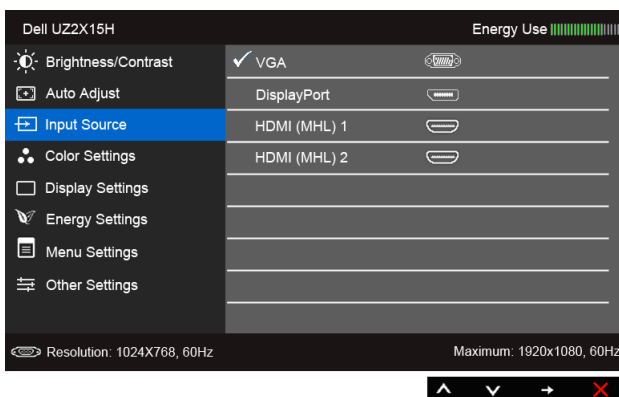 Dell UZ2X15H
Energy Use
Brightness/Contrast
Auto Adjust
Input Source
Color Settings
Display Settings
Energy Settings
Menu Settings
Other Settings
VGA
DisplayPort
HDMI (MHL) 1
HDMI (MHL) 2
Resolution: 1024X768, 60Hz
Maximum: 1920x1080, 60Hz